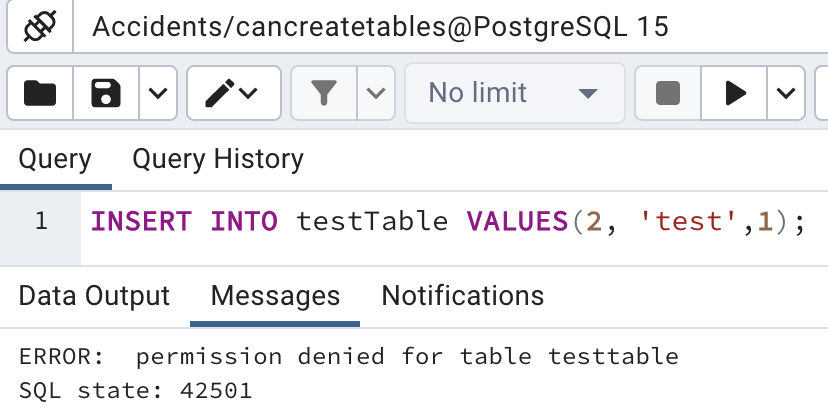 Accidents/cancreatetables@PostgreSQL 15
No limit
Query Query History
1 INSERT INTO testTable VALUES(2, 'test',1);
Data Output Messages Notifications
ERROR:  permission denied for table testtable
SQL state: 42501